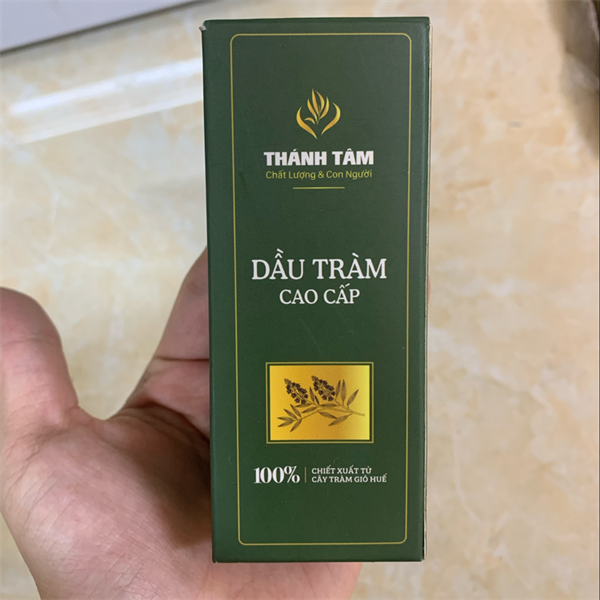 THÁNH TÂM
Chất Lượng & Con Người
DẦU TRÀM
CAO CẤP
100% CHIẾT XUẤT TỪ
CÂY TRÀM GIÓ HUẾ